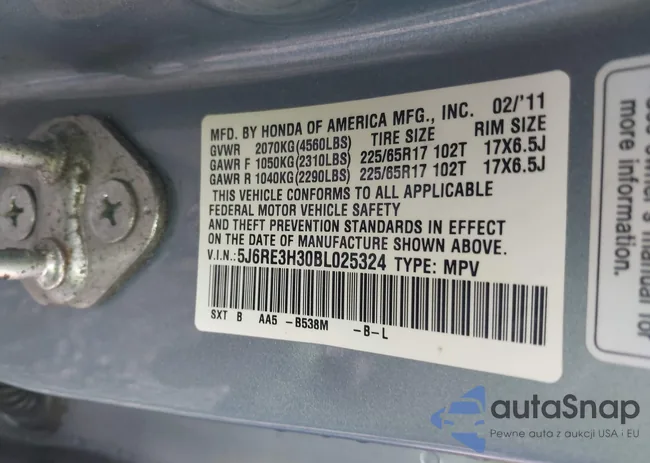 MFD. BY HONDA OF AMERICA MFG., INC. 02/'11
GVWR 2070KG(4560LBS) TIRE SIZE RIM SIZE
GAWR F 1050KG(2310LBS) 225/65R17 102T 17X6.5J
GAWR R 1040KG(2290LBS) 225/65R17 102T 17X6.5J
THIS VEHICLE CONFORMS TO ALL APPLICABLE
FEDERAL MOTOR VEHICLE SAFETY
AND THEFT PREVENTION STANDARDS IN EFFECT
ON THE DATE OF MANUFACTURE SHOWN ABOVE.
V.I.N.:5J6RE3H30BL025324 TYPE: MPV
SXT B AA5 -B538M -B-L
information.
autaSnap
Pewne auta z aukcji USA i EU